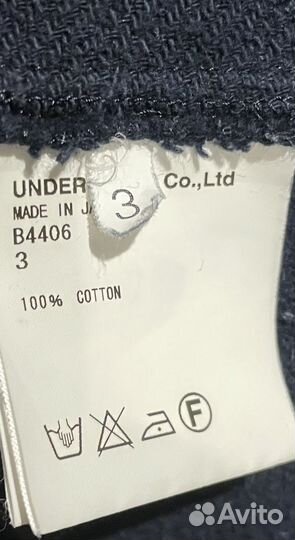 UNDER Co.,Ltd
3
MADE IN
B4406
3
100% COTTON
F
Avito